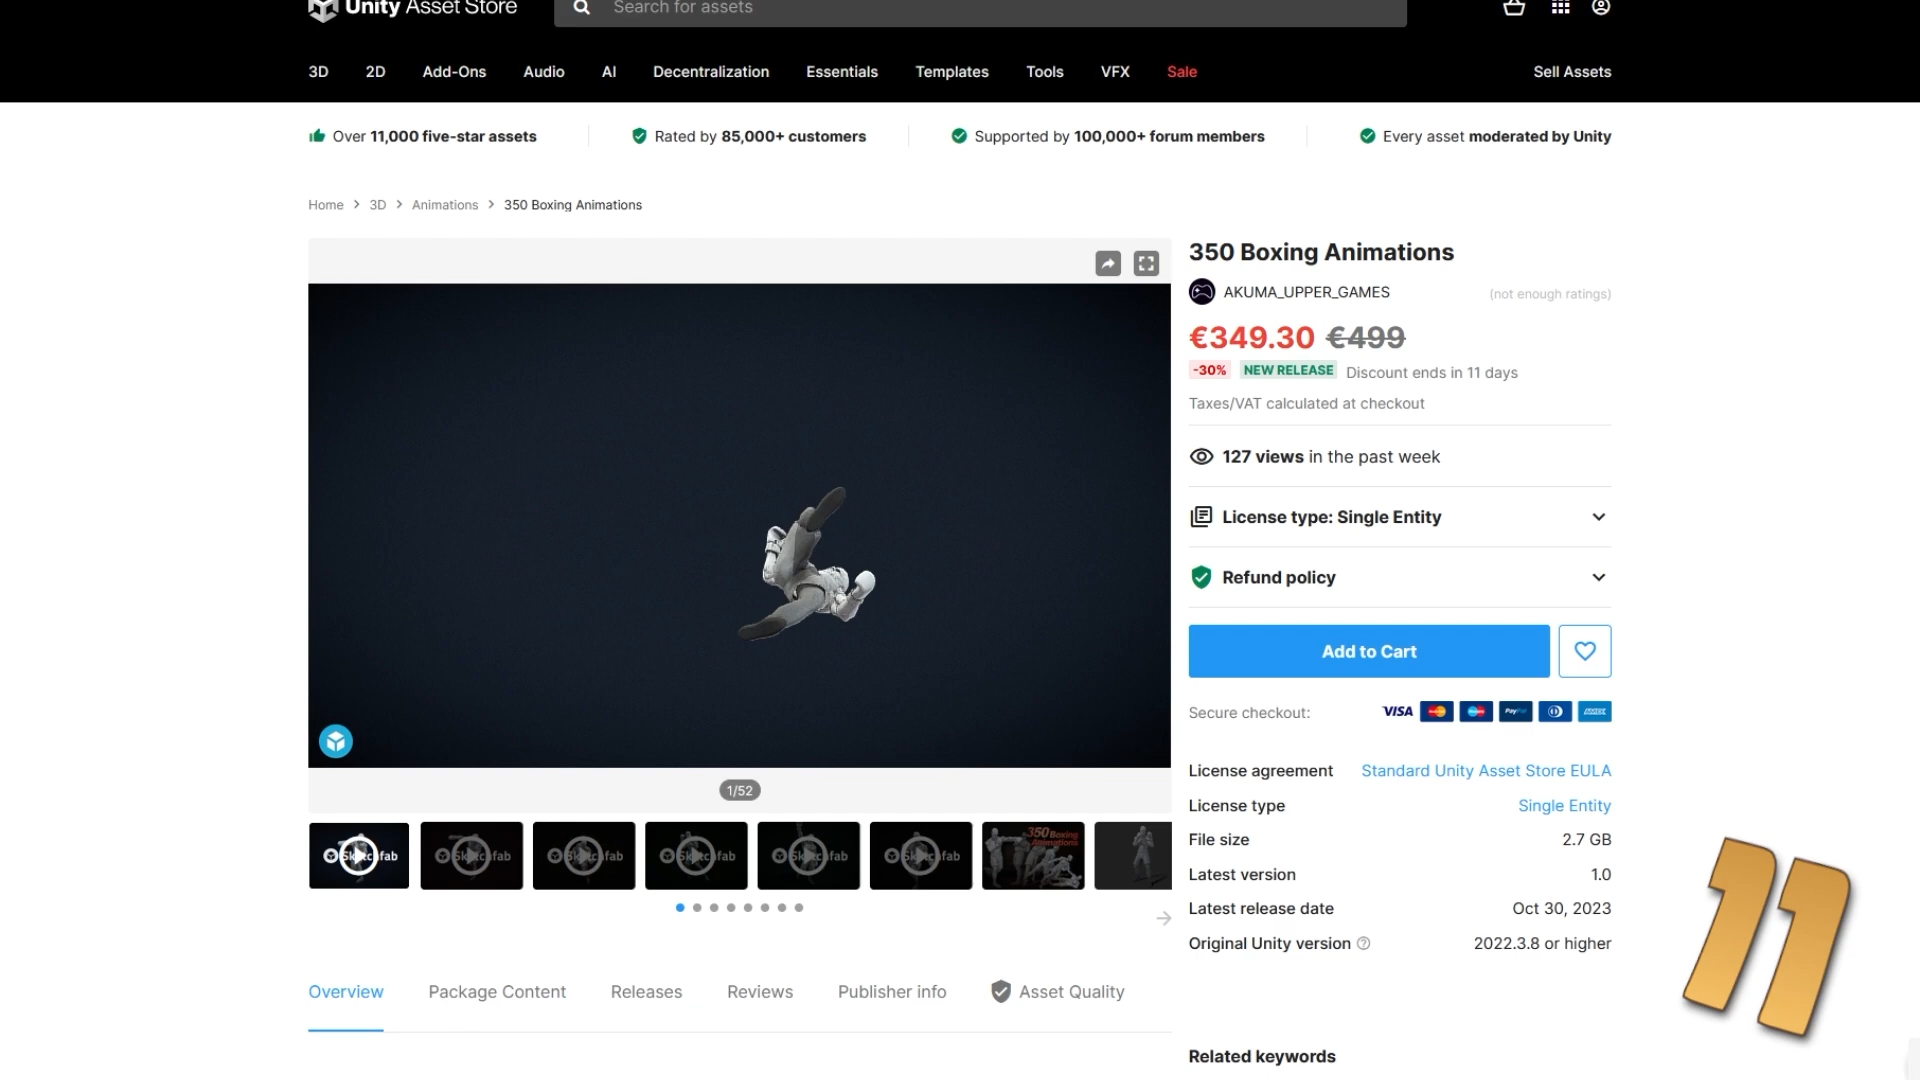 Unity Asset Store
Search for assets
3D 2D Add-Ons Audio AI Decentralization Essentials Templates Tools VFX Sale Sell Assets
Over 11,000 five-star assets Rated by 85,000+ customers Supported by 100,000+ forum members Every asset moderated by Unity
Home > 3D > Animations > 350 Boxing Animations
350 Boxing Animations
AKUMA_UPPER_GAMES (not enough ratings)
€349.30 €499
-30% NEW RELEASE Discount ends in 11 days
Taxes/VAT calculated at checkout
127 views in the past week
License type: Single Entity
Refund policy
Add to Cart
Secure checkout: VISA PayPal AMEX
License agreement Standard Unity Asset Store EULA
License type Single Entity
File size 2.7 GB
Latest version 1.0
Latest release date Oct 30, 2023
Original Unity version 2022.3.8 or higher
1/52
350 Boxing
Animations
Overview Package Content Releases Reviews Publisher info Asset Quality
Related keywords
11